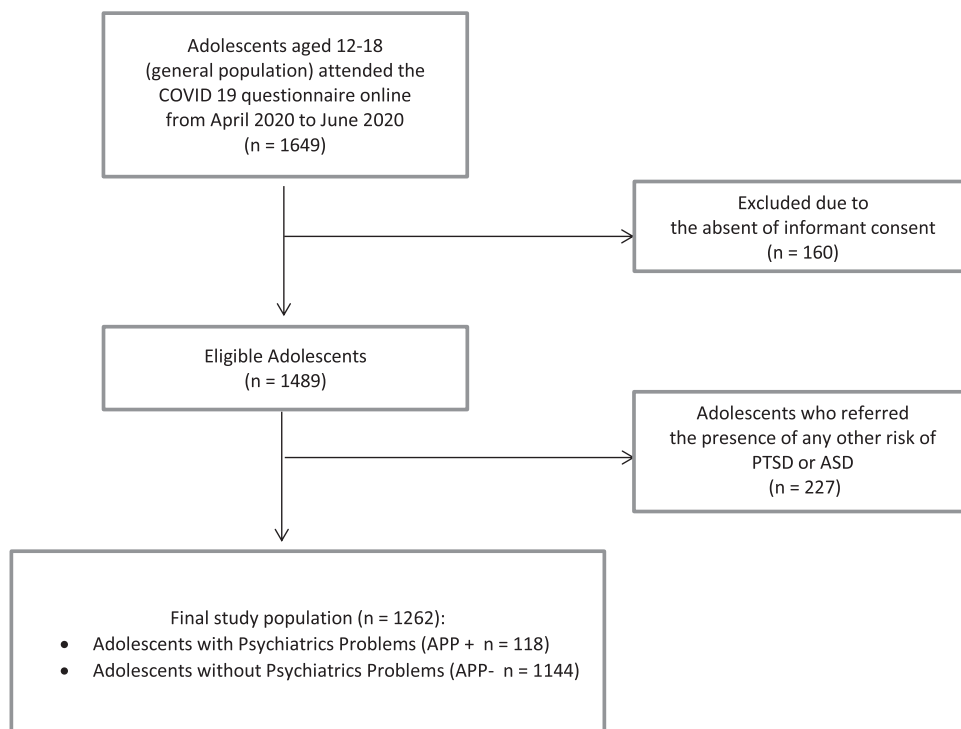 Adolescents aged 12-18
(general population) attended the
COVID 19 questionnaire online
from April 2020 to June 2020
(n = 1649)
Excluded due to
the absent of informant consent
(n = 160)
Eligible Adolescents
(n = 1489)
Adolescents who referred
the presence of any other risk of
PTSD or ASD
(n = 227)
Final study population (n = 1262):
• Adolescents with Psychiatrics Problems (APP + n = 118)
• Adolescents without Psychiatrics Problems (APP- n = 1144)